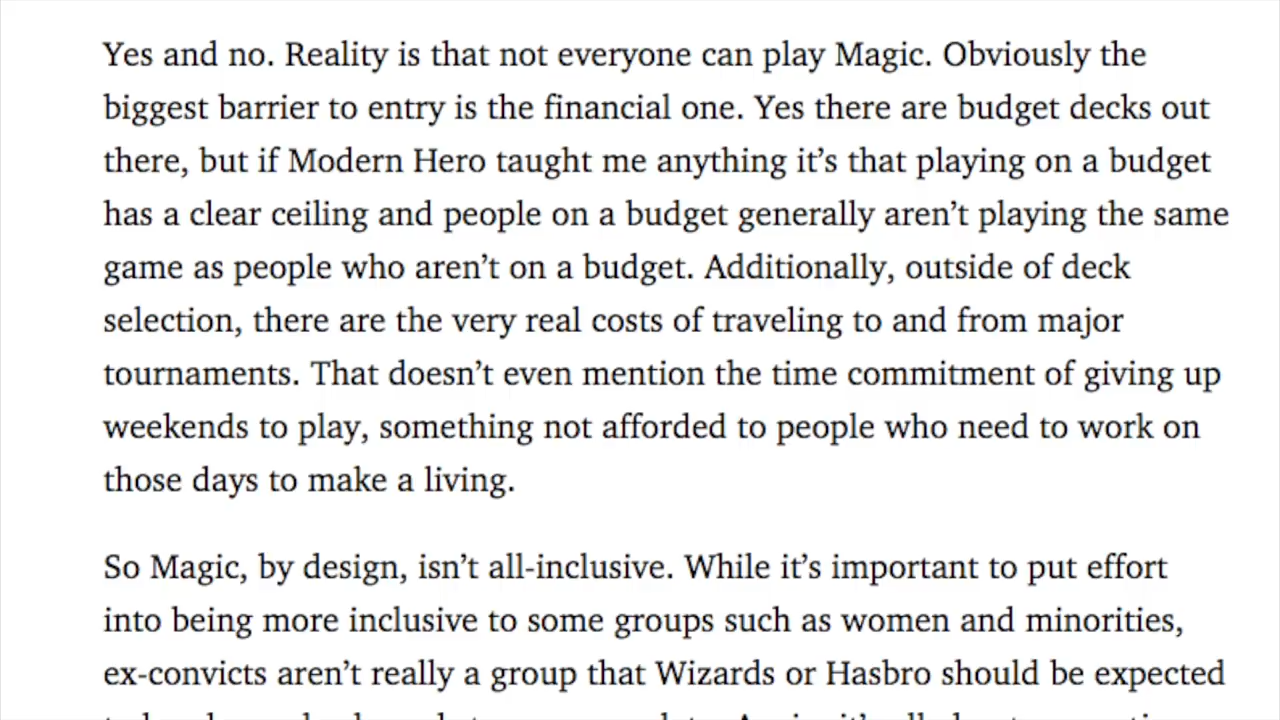 Yes and no. Reality is that not everyone can play Magic. Obviously the
biggest barrier to entry is the financial one. Yes there are budget decks out
there, but if Modern Hero taught me anything it’s that playing on a budget
has a clear ceiling and people on a budget generally aren’t playing the same
game as people who aren’t on a budget. Additionally, outside of deck
selection, there are the very real costs of traveling to and from major
tournaments. That doesn’t even mention the time commitment of giving up
weekends to play, something not afforded to people who need to work on
those days to make a living.
So Magic, by design, isn’t all-inclusive. While it’s important to put effort
into being more inclusive to some groups such as women and minorities,
ex-convicts aren’t really a group that Wizards or Hasbro should be expected